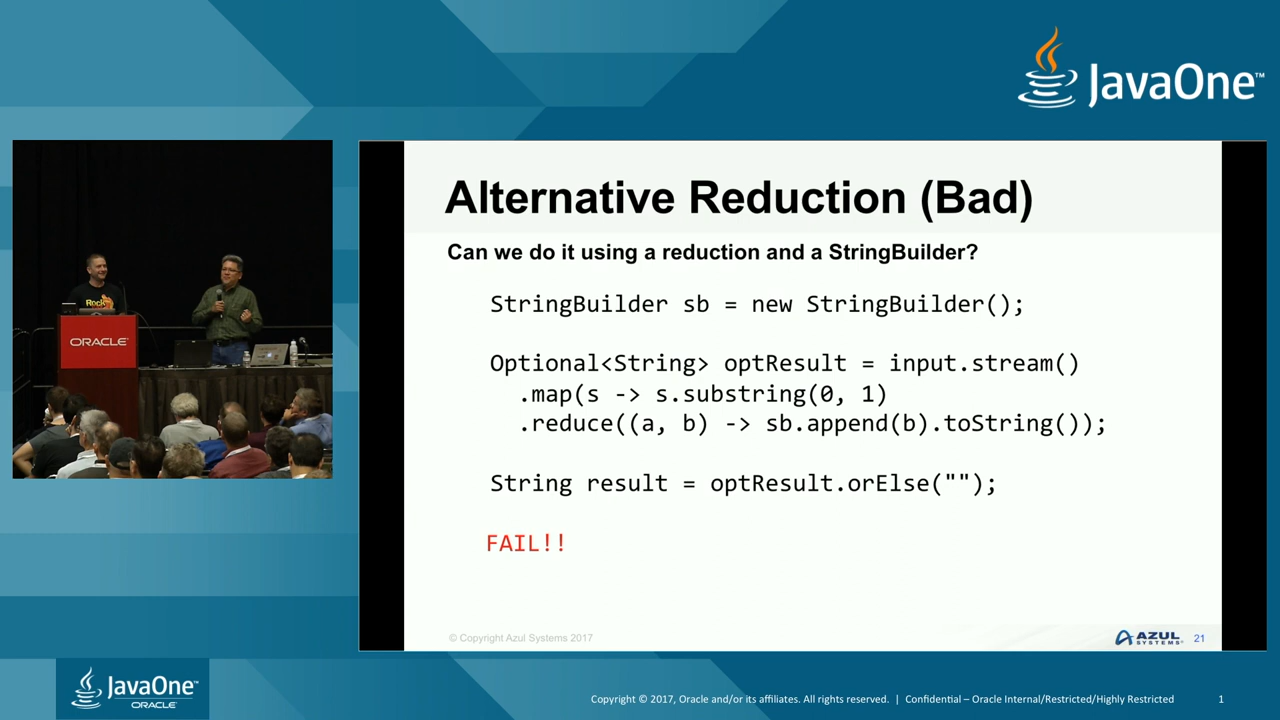 JavaOne™
Alternative Reduction (Bad)
Can we do it using a reduction and a StringBuilder?
StringBuilder sb = new StringBuilder();
Optional<String> optResult = input.stream()
.map(s -> s.substring(0, 1)
.reduce((a, b) -> sb.append(b).toString());
String result = optResult.orElse("");
FAIL!!
© Copyright Azul Systems 2017
AZUL
SYSTEMS
21
Rock
ORACLE
JavaOne™
ORACLE
Copyright © 2017, Oracle and/or its affiliates. All rights reserved. | Confidential – Oracle Internal/Restricted/Highly Restricted
1